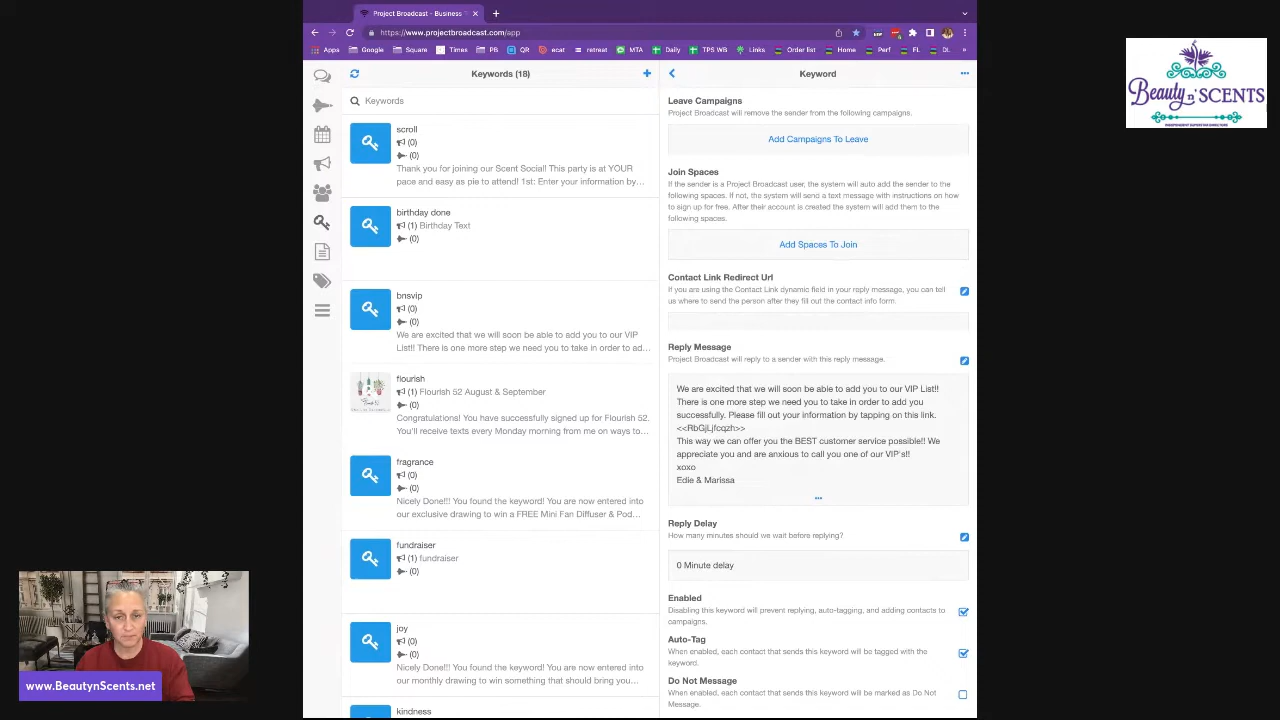 Project Broadcast - Business T
https://www.projectbroadcast.com/app
Apps Google Square Times PB QR ecat retreat MTA Daily TPS WB Links Order list Home Perf FL DL
Keywords (18)
Keywords
scroll
(0)
(0)
Thank you for joining our Scent Social! This party is at YOUR
pace and easy as pie to attend! 1st: Enter your information by…
birthday done
(1) Birthday Text
(0)
bnsvip
(0)
(0)
We are excited that we will soon be able to add you to our VIP
List!! There is one more step we need you to take in order to ad…
flourish
(1) Flourish 52 August & September
(0)
Congratulations! You have successfully signed up for Flourish 52.
You'll receive texts every Monday morning from me on ways to…
fragrance
(0)
(0)
Nicely Done!!! You found the keyword! You are now entered into
our exclusive drawing to win a FREE Mini Fan Diffuser & Pod…
fundraiser
(1) fundraiser
(0)
joy
(0)
(0)
Nicely Done!!! You found the keyword! You are now entered into
our monthly drawing to win something that should bring you…
kindness
Keyword
Leave Campaigns
Project Broadcast will remove the sender from the following campaigns.
Add Campaigns To Leave
Join Spaces
If the sender is a Project Broadcast user, the system will auto add the sender to the
following spaces. If not, the system will send a text message with instructions on how
to sign up for free. After their account is created the system will add them to the
following spaces.
Add Spaces To Join
Contact Link Redirect Url
If you are using the Contact Link dynamic field in your reply message, you can tell
us where to send the person after they fill out the contact info form.
Reply Message
Project Broadcast will reply to a sender with this reply message.
We are excited that we will soon be able to add you to our VIP List!!
There is one more step we need you to take in order to add you
successfully. Please fill out your information by tapping on this link.
<<RbGjLjfcqzh>>
This way we can offer you the BEST customer service possible!! We
appreciate you and are anxious to call you one of our VIP's!!
xoxo
Edie & Marissa
Reply Delay
How many minutes should we wait before replying?
0 Minute delay
Enabled
Disabling this keyword will prevent replying, auto-tagging, and adding contacts to
campaigns.
Auto-Tag
When enabled, each contact that sends this keyword will be tagged with the
keyword.
Do Not Message
When enabled, each contact that sends this keyword will be marked as Do Not
Message.
Beauty n' SCENTS
INDEPENDENT SUPERSTAR DIRECTORS
www.BeautynScents.net